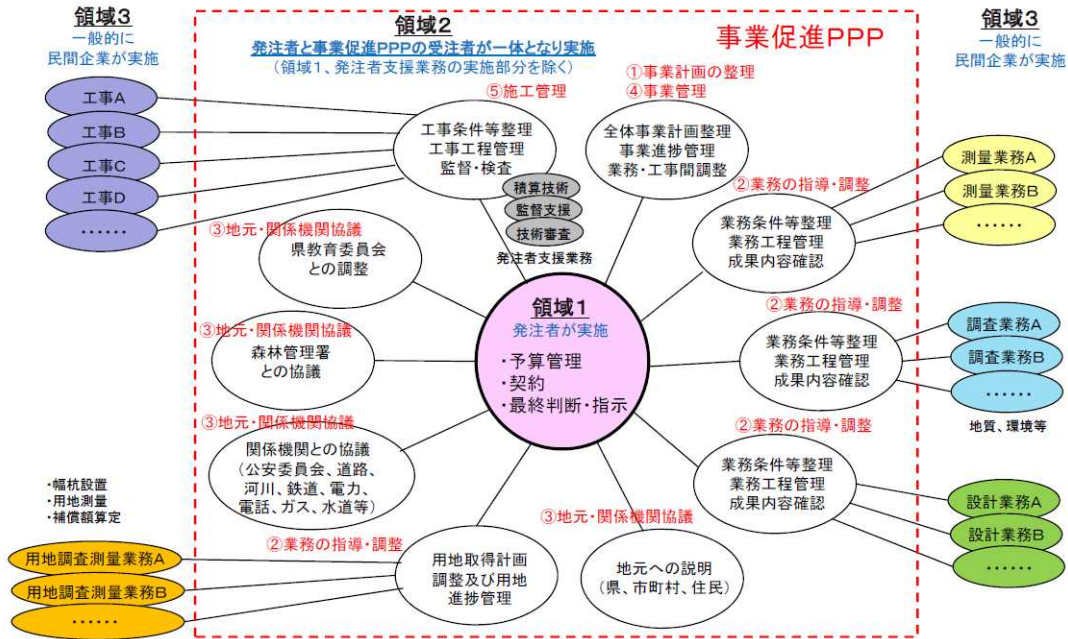 領域3
一般的に
民間企業が実施
工事A
工事B
工事C
工事D
‥‥‥
領域2
発注者と事業促進PPPの受注者が一体となり実施
(領域1、発注者支援業務の実施部分を除く)
事業促進PPP
⑤施工管理
工事条件等整理
工事工程管理
監督・検査
積算技術
監督支援
技術審査
発注者支援業務
①事業計画の整理
④事業管理
全体事業計画整理
事業進捗管理
業務・工事間調整
②業務の指導・調整
業務条件等整理
業務工程管理
成果内容確認
領域3
一般的に
民間企業が実施
測量業務A
測量業務B
‥‥‥
③地元・関係機関協議
県教育委員会
との調整
③地元・関係機関協議
森林管理署
との協議
領域1
発注者が実施
・予算管理
・契約
・最終判断・指示
②業務の指導・調整
業務条件等整理
業務工程管理
成果内容確認
調査業務A
調査業務B
‥‥‥
地質、環境等
③地元・関係機関協議
関係機関との協議
(公安委員会、道路、
河川、鉄道、電力、
電話、ガス、水道等)
②業務の指導・調整
業務条件等整理
業務工程管理
成果内容確認
設計業務A
設計業務B
‥‥‥
・幅杭設置
・用地測量
・補償額算定
用地調査測量業務A
用地調査測量業務B
‥‥‥
②業務の指導・調整
用地取得計画
調整及び用地
進捗管理
③地元・関係機関協議
地元への説明
(県、市町村、住民)